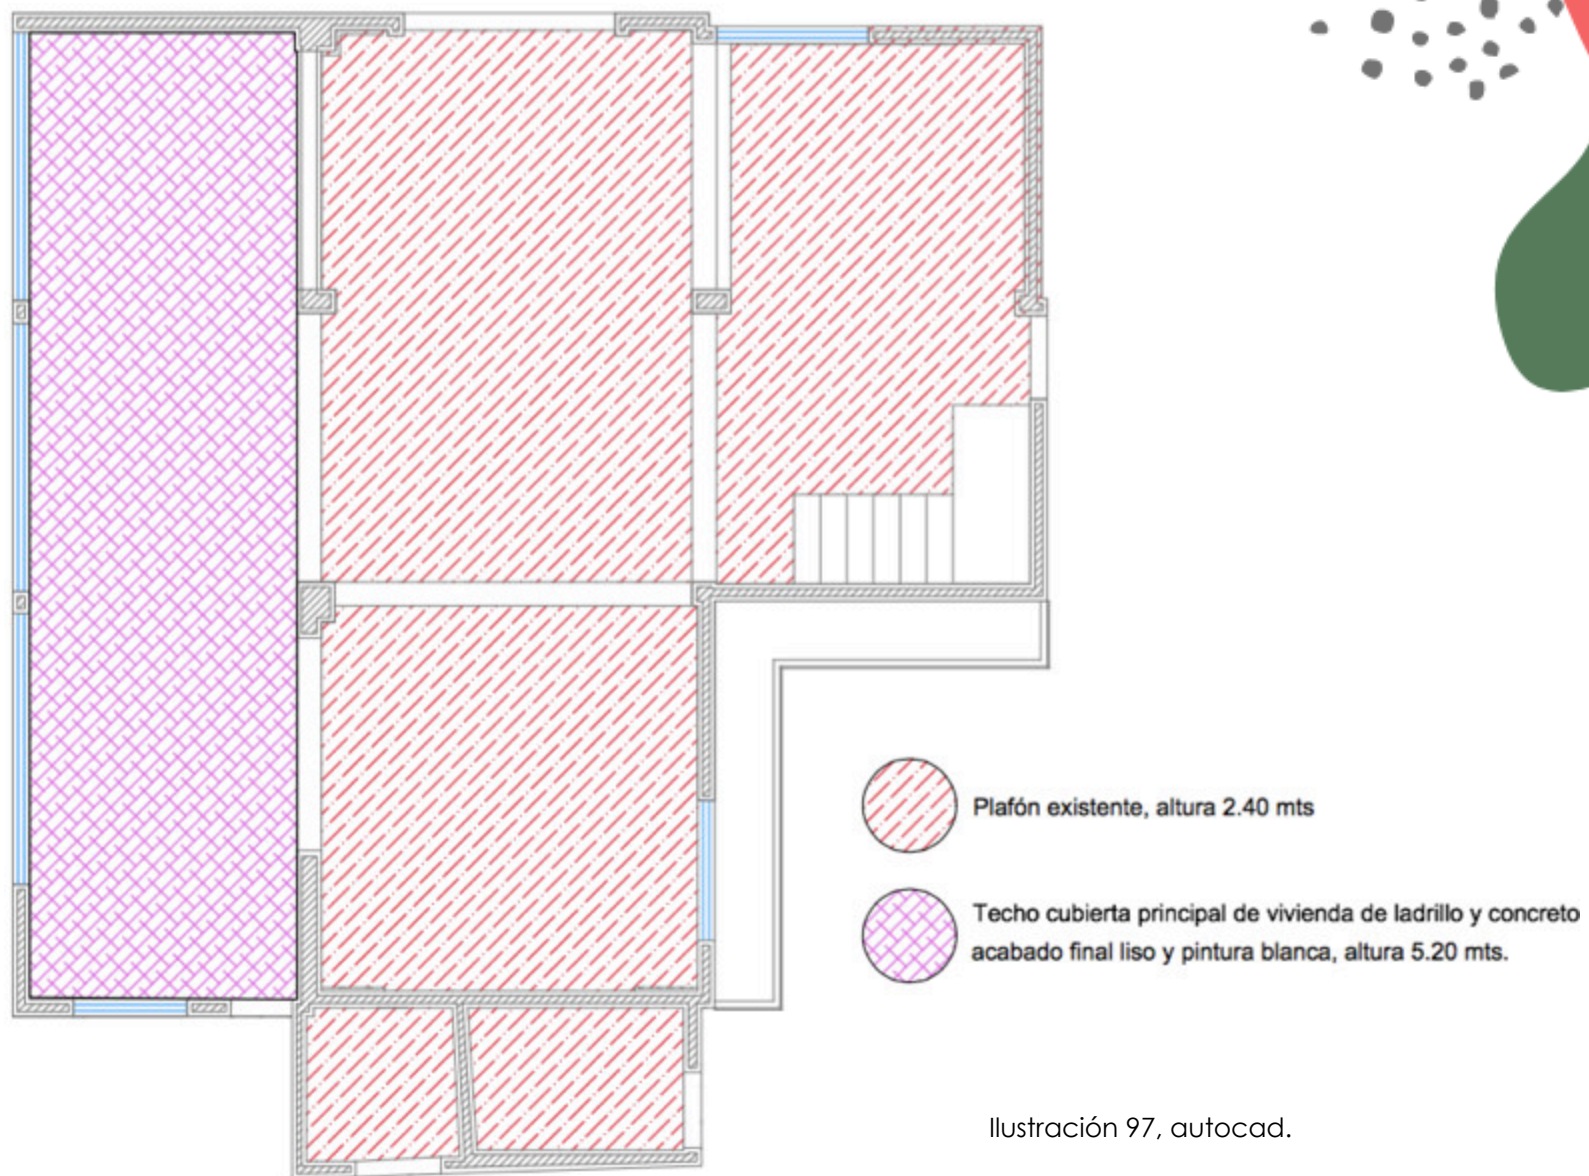 Plafón existente, altura 2.40 mts
Techo cubierta principal de vivienda de ladrillo y concreto
acabado final liso y pintura blanca, altura 5.20 mts.
Ilustración 97, autocad.